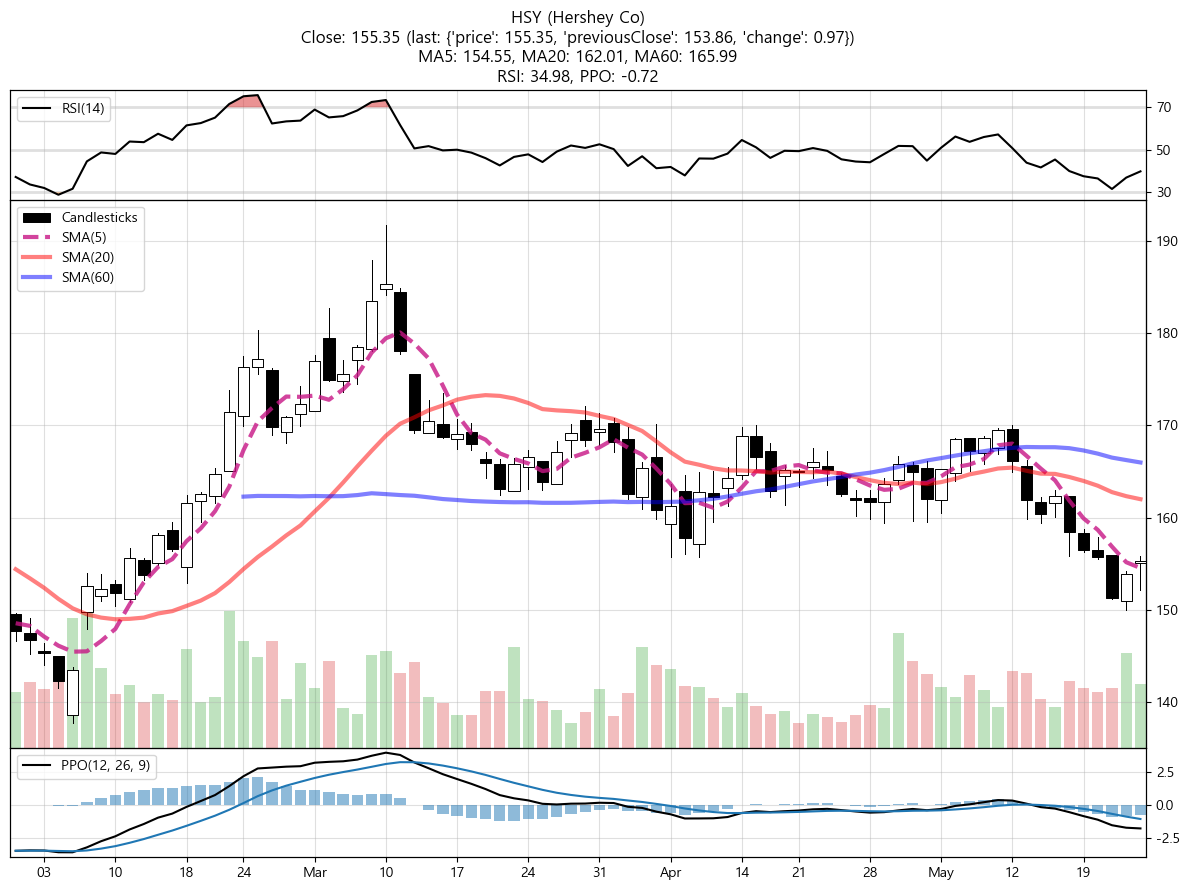 HSY (Hershey Co)
Close: 155.35 (last: {'price': 155.35, 'previousClose': 153.86, 'change': 0.97})
MA5: 154.55, MA20: 162.01, MA60: 165.99
RSI: 34.98, PPO: -0.72
RSI(14)
70
50
30
Candlesticks
SMA(5)
SMA(20)
SMA(60)
190
180
170
160
150
140
PPO(12, 26, 9)
2.5
0.0
−2.5
03 10 18 24 Mar 10 17 24 31 Apr 14 21 28 May 12 19